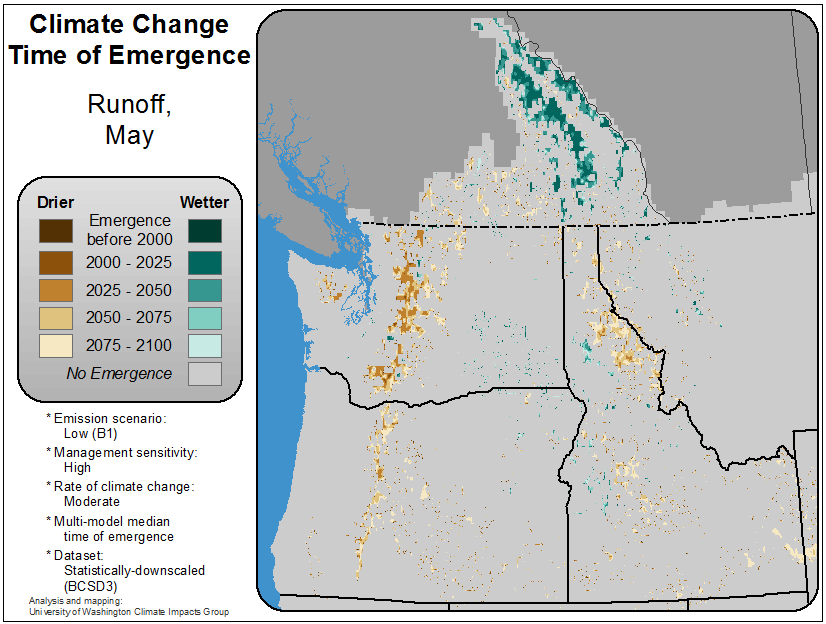 Climate Change
Time of Emergence
Runoff,
May
Drier Wetter
Emergence
before 2000
2000 - 2025
2025 - 2050
2050 - 2075
2075 - 2100
No Emergence
* Emission scenario:
Low (B1)
* Management sensitivity:
High
* Rate of climate change:
Moderate
* Multi-model median
time of emergence
* Dataset:
Statistically-downscaled
(BCSD3)
Analysis and mapping:
University of Washington Climate Impacts Group